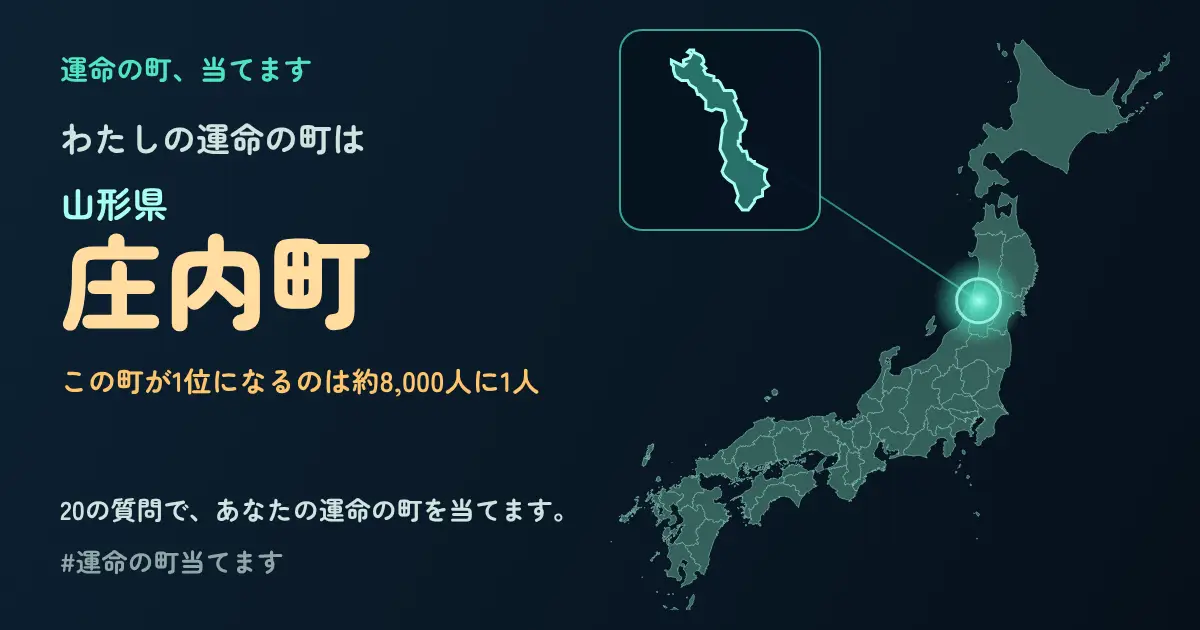 運命の町、当てます
わたしの運命の町は
山形県
庄内町
この町が1位になるのは約8,000人に1人
20の質問で、あなたの運命の町を当てます。
#運命の町当てます